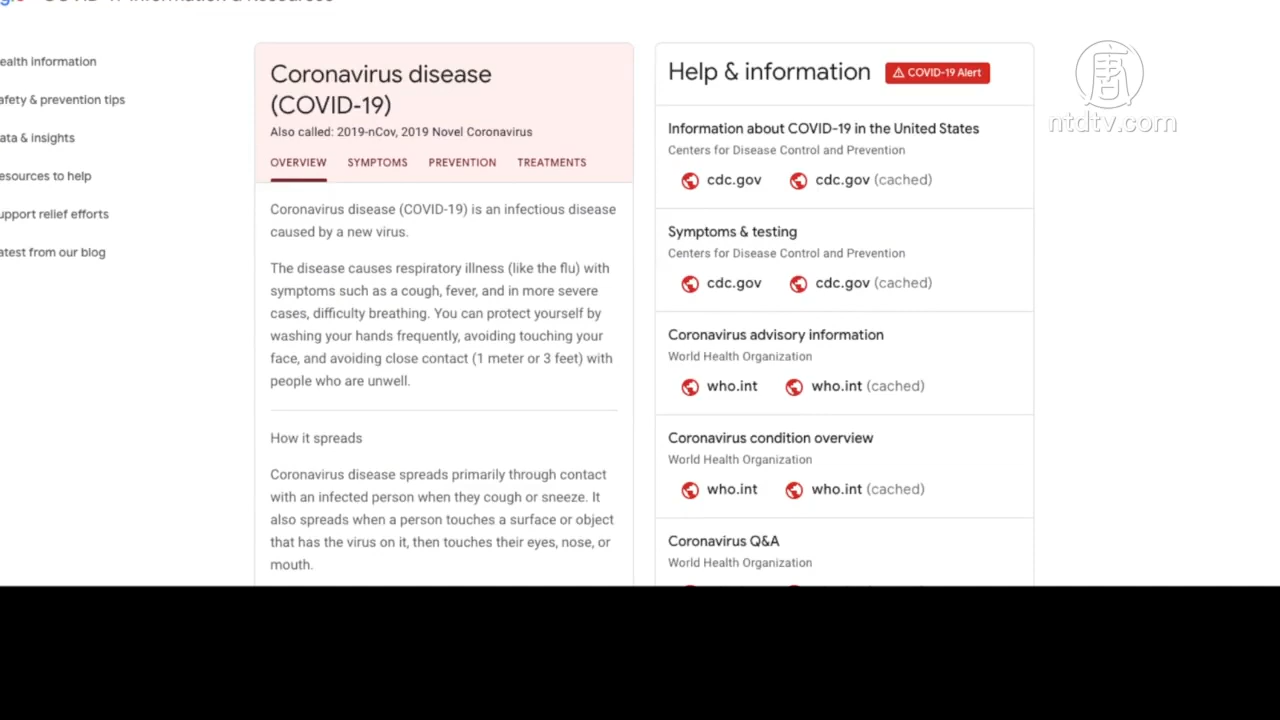 ealth information
afety & prevention tips
ata & insights
esources to help
upport relief efforts
atest from our blog
Coronavirus disease
(COVID-19)
Also called: 2019-nCov, 2019 Novel Coronavirus
OVERVIEW SYMPTOMS PREVENTION TREATMENTS
Coronavirus disease (COVID-19) is an infectious disease
caused by a new virus.
The disease causes respiratory illness (like the flu) with
symptoms such as a cough, fever, and in more severe
cases, difficulty breathing. You can protect yourself by
washing your hands frequently, avoiding touching your
face, and avoiding close contact (1 meter or 3 feet) with
people who are unwell.
How it spreads
Coronavirus disease spreads primarily through contact
with an infected person when they cough or sneeze. It
also spreads when a person touches a surface or object
that has the virus on it, then touches their eyes, nose, or
mouth.
Help & information COVID-19 Alert
Information about COVID-19 in the United States
Centers for Disease Control and Prevention
cdc.gov cdc.gov (cached)
Symptoms & testing
Centers for Disease Control and Prevention
cdc.gov cdc.gov (cached)
Coronavirus advisory information
World Health Organization
who.int who.int (cached)
Coronavirus condition overview
World Health Organization
who.int who.int (cached)
Coronavirus Q&A
World Health Organization
唐
ntdtv.com